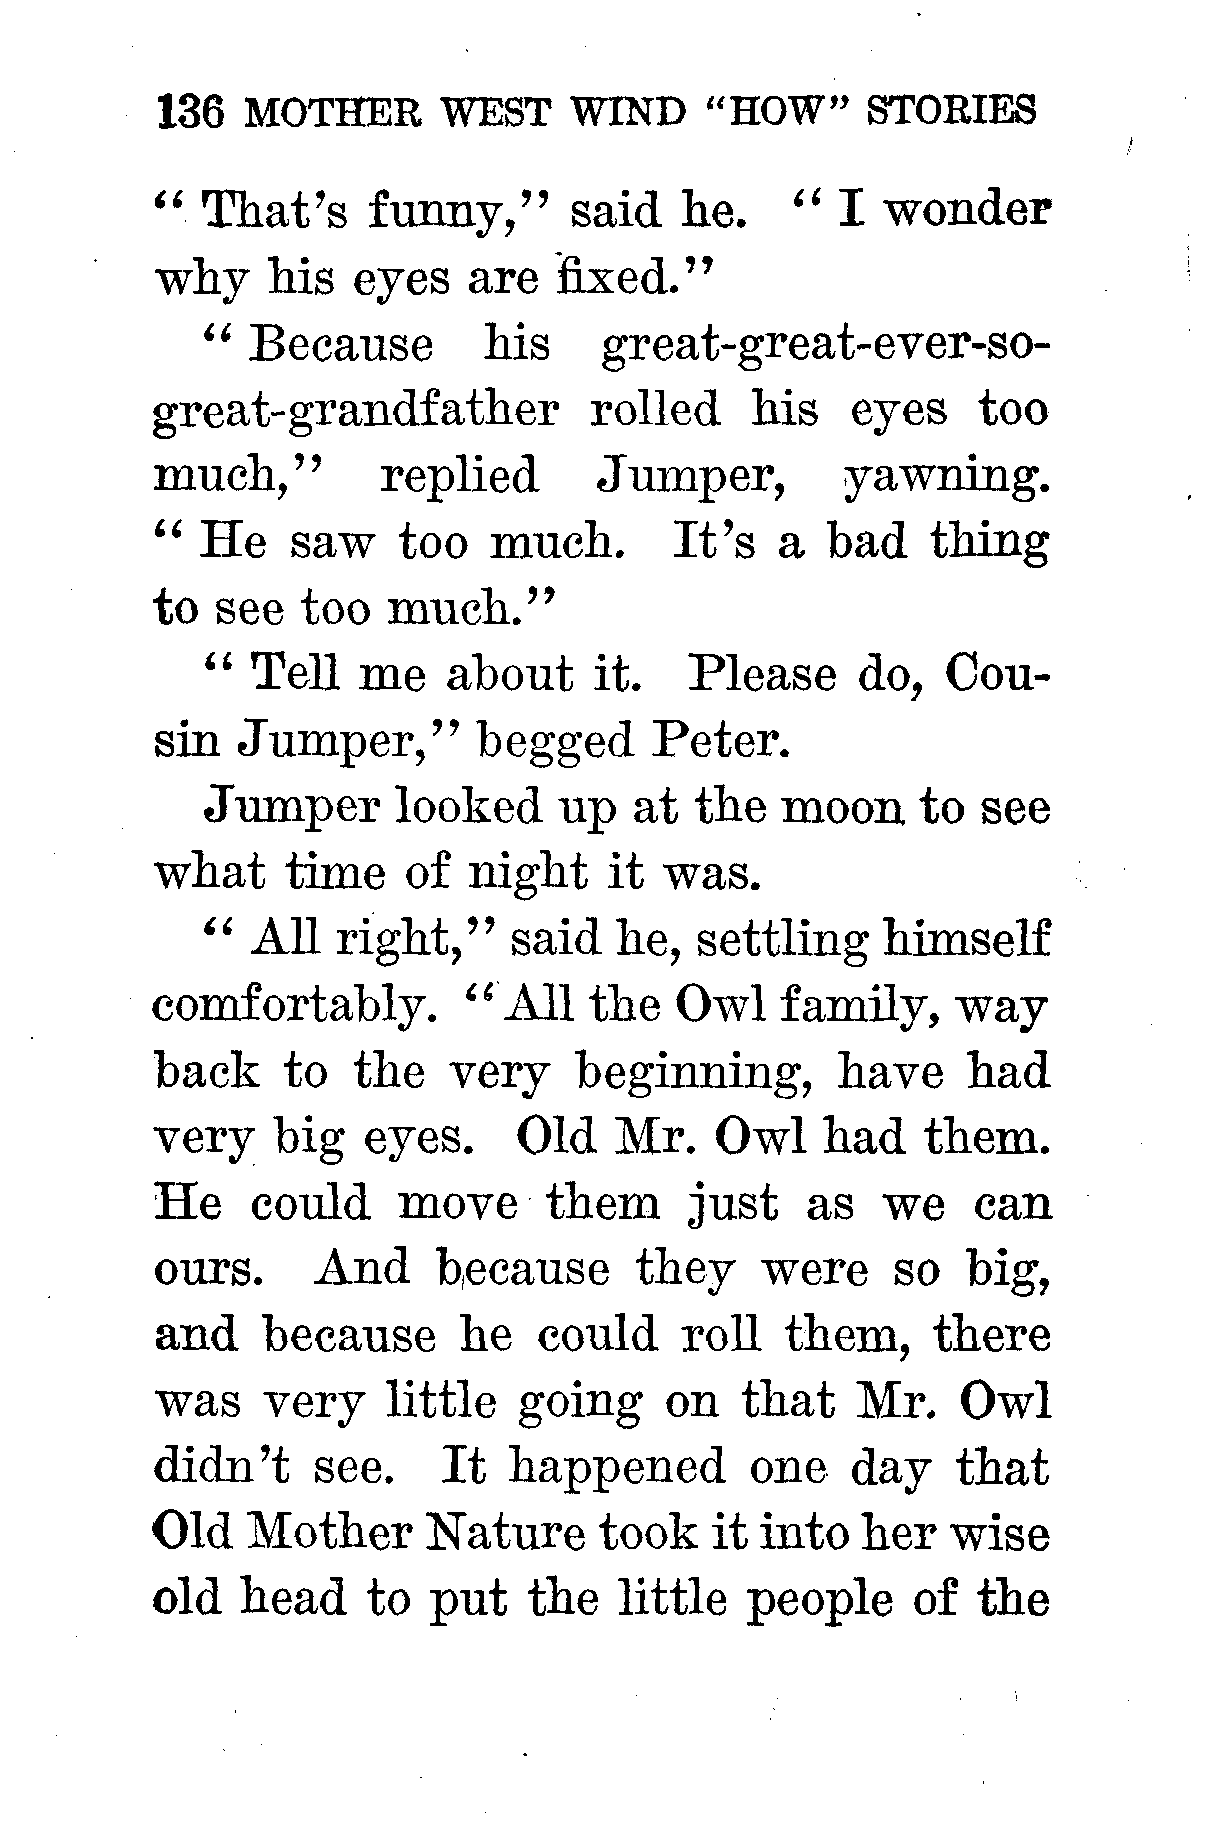 136 MOTHER WEST WIND "HOW" STORIES
" That's funny," said he. " I wonder
why his eyes are fixed."
" Because his great-great-ever-so-
great-grandfather rolled his eyes too
much," replied Jumper, yawning.
" He saw too much. It's a bad thing
to see too much."
" Tell me about it. Please do, Cou-
sin Jumper," begged Peter.
Jumper looked up at the moon to see
what time of night it was.
" All right," said he, settling himself
comfortably. " All the Owl family, way
back to the very beginning, have had
very big eyes. Old Mr. Owl had them.
He could move them just as we can
ours. And because they were so big,
and because he could roll them, there
was very little going on that Mr. Owl
didn't see. It happened one day that
Old Mother Nature took it into her wise
old head to put the little people of the